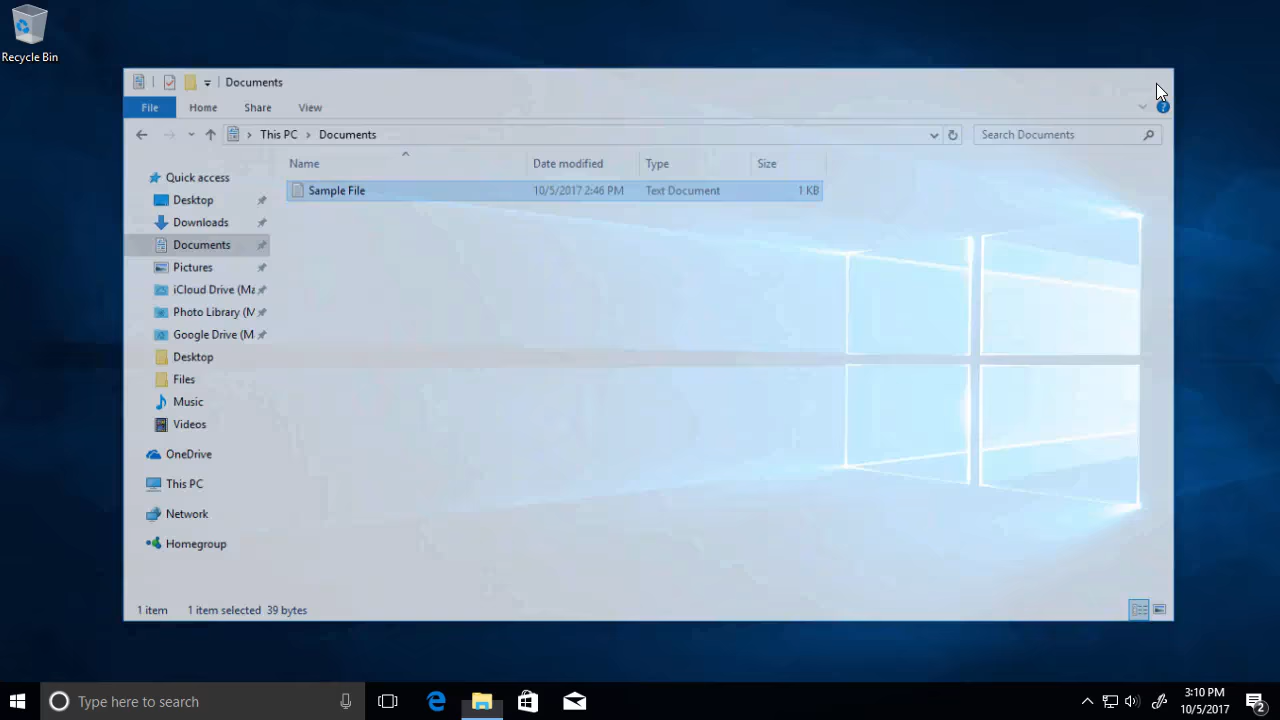 Recycle Bin
Documents
File Home Share View
This PC Documents
Search Documents
Name Date modified Type Size
Sample File 10/5/2017 2:46 PM Text Document 1 KB
Quick access
Desktop
Downloads
Documents
Pictures
iCloud Drive (Ma
Photo Library (M
Google Drive (M
Desktop
Files
Music
Videos
OneDrive
This PC
Network
Homegroup
1 item 1 item selected 39 bytes
Type here to search
3:10 PM
10/5/2017
2